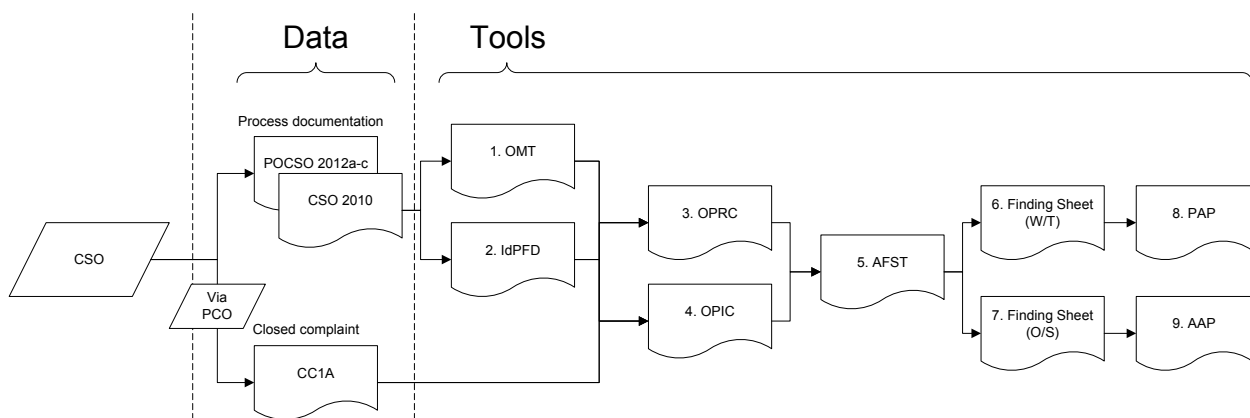 Data
Tools
Process documentation
POCSO 2012a-c
CSO 2010
1. OMT
2. IdPFD
3. OPRC
4. OPIC
5. AFST
6. Finding Sheet
(W/T)
8. PAP
7. Finding Sheet
(O/S)
9. AAP
CSO
Via
PCO
Closed complaint
CC1A